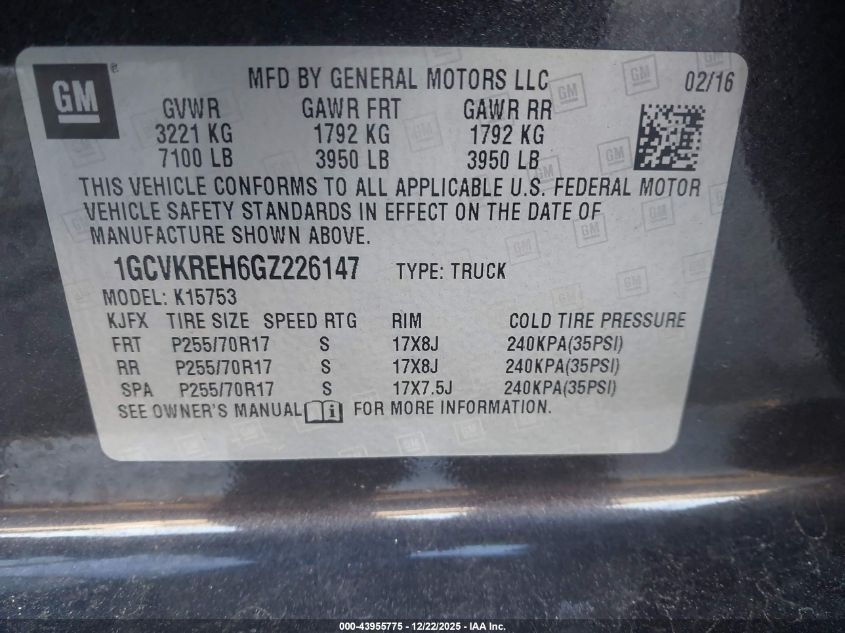 GM ®
MFD BY GENERAL MOTORS LLC 02/16
GVWR GAWR FRT GAWR RR
3221 KG 1792 KG 1792 KG
7100 LB 3950 LB 3950 LB
THIS VEHICLE CONFORMS TO ALL APPLICABLE U.S. FEDERAL MOTOR
VEHICLE SAFETY STANDARDS IN EFFECT ON THE DATE OF
MANUFACTURE SHOWN ABOVE.
1GCVKREH6GZ226147 TYPE: TRUCK
MODEL: K15753
KJFX TIRE SIZE SPEED RTG RIM COLD TIRE PRESSURE
FRT P255/70R17 S 17X8J 240KPA(35PSI)
RR P255/70R17 S 17X8J 240KPA(35PSI)
SPA P255/70R17 S 17X7.5J 240KPA(35PSI)
SEE OWNER'S MANUAL i FOR MORE INFORMATION.
000-43955775 - 12/22/2025 - IAA Inc.